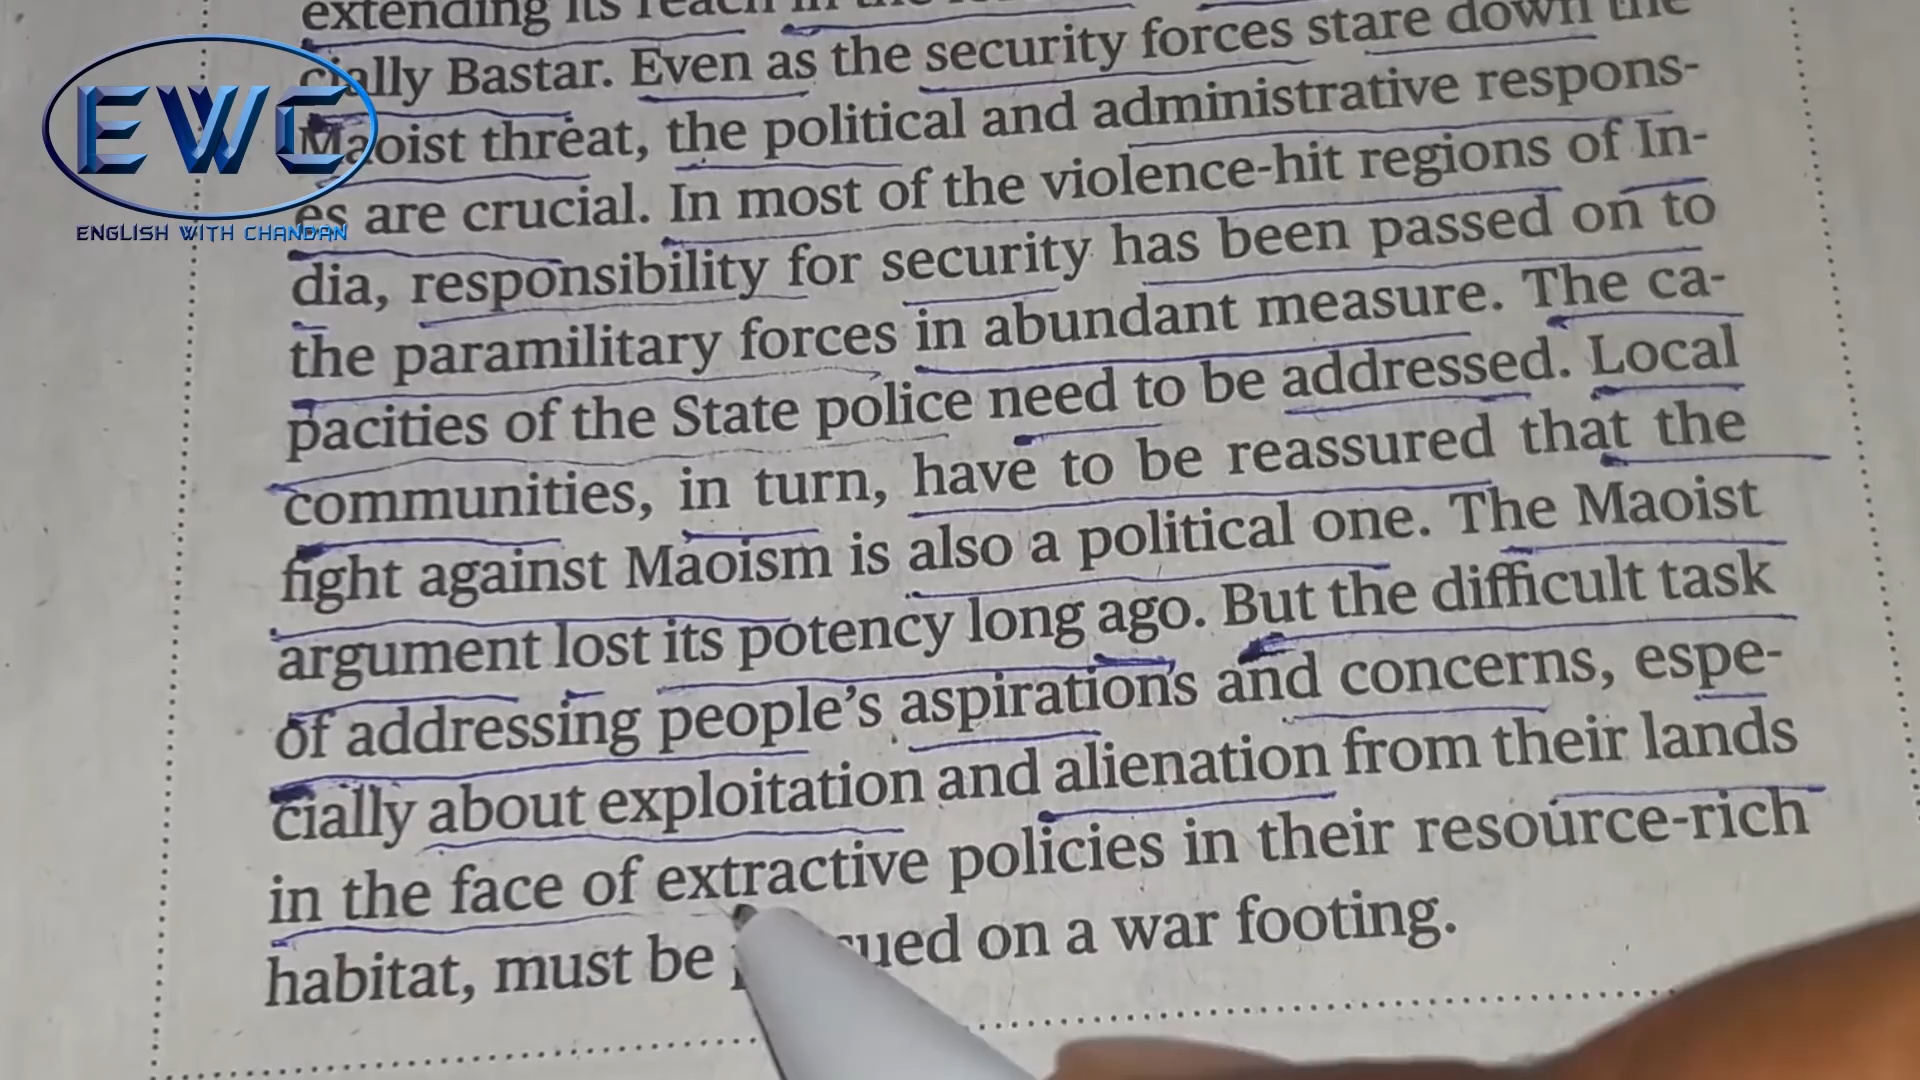 extending its reach in the
cially Bastar. Even as the security forces stare down the
Maoist threat, the political and administrative respons-
es are crucial. In most of the violence-hit regions of In-
dia, responsibility for security has been passed on to
the paramilitary forces in abundant measure. The ca-
pacities of the State police need to be addressed. Local
communities, in turn, have to be reassured that the
fight against Maoism is also a political one. The Maoist
argument lost its potency long ago. But the difficult task
of addressing people's aspirations and concerns, espe-
cially about exploitation and alienation from their lands
in the face of extractive policies in their resource-rich
habitat, must be on a war footing.
EWC
ENGLISH WITH CHANDAN